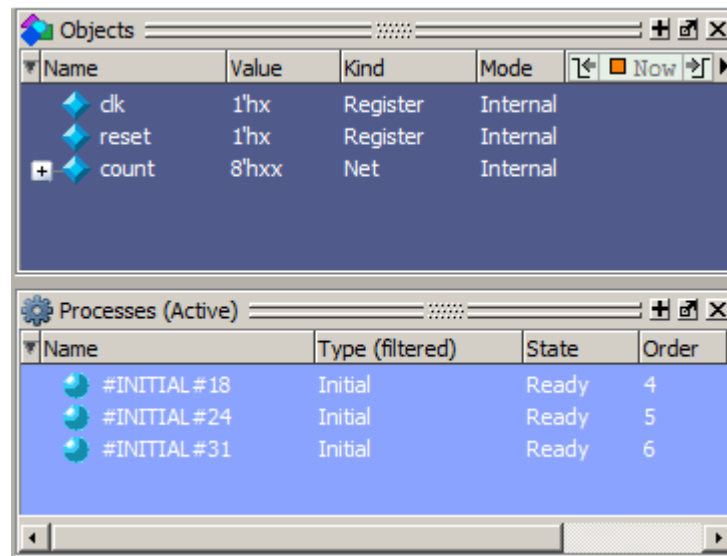 Objects
Name Value Kind Mode Now
clk 1'hx Register Internal
reset 1'hx Register Internal
count 8'hxx Net Internal
Processes (Active)
Name Type (filtered) State Order
#INITIAL#18 Initial Ready 4
#INITIAL#24 Initial Ready 5
#INITIAL#31 Initial Ready 6